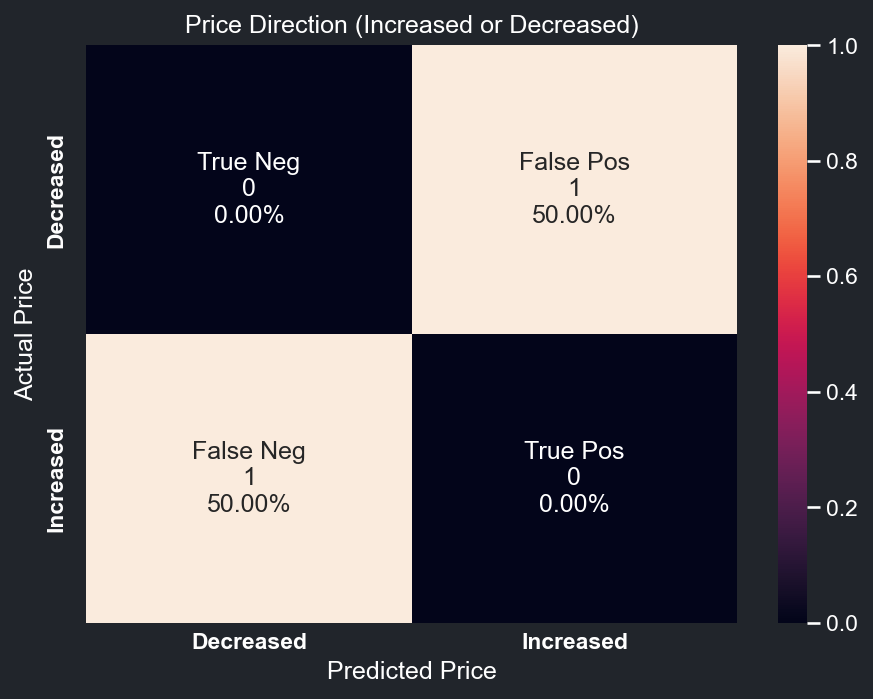 Price Direction (Increased or Decreased)
Actual Price
Decreased
Increased
True Neg
0
0.00%
False Pos
1
50.00%
False Neg
1
50.00%
True Pos
0
0.00%
Decreased
Increased
Predicted Price
1.0
0.8
0.6
0.4
0.2
0.0